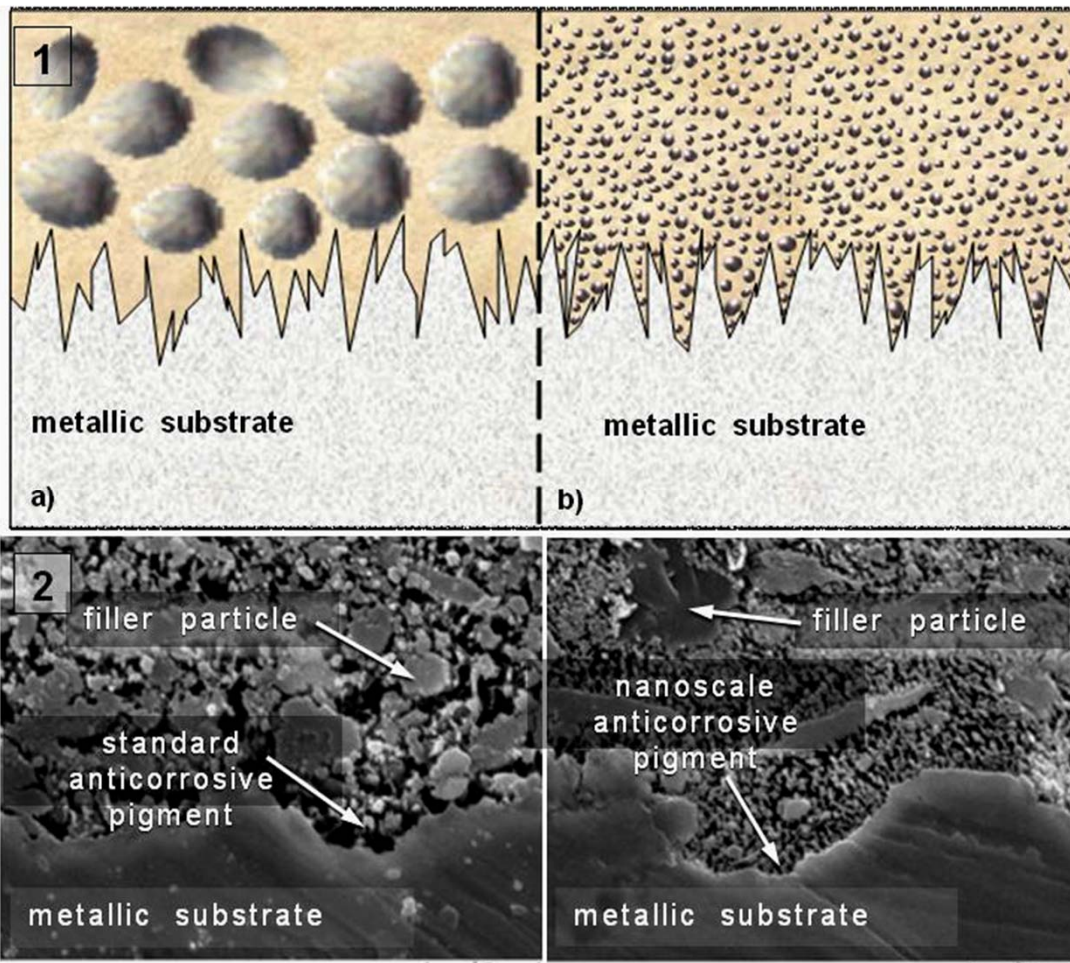 1
metallic substrate
metallic substrate
a)
b)
2
filler particle
standard
anticorrosive
pigment
metallic substrate
filler particle
nanoscale
anticorrosive
pigment
metallic substrate